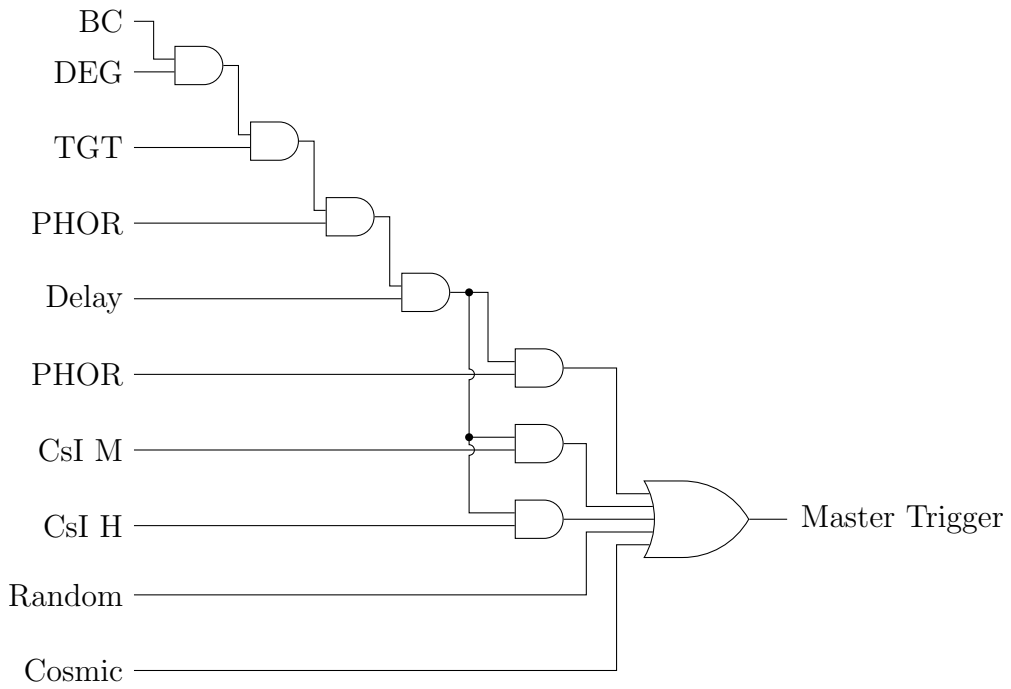 BC
DEG
TGT
PHOR
Delay
PHOR
CsI M
CsI H
Master Trigger
Random
Cosmic